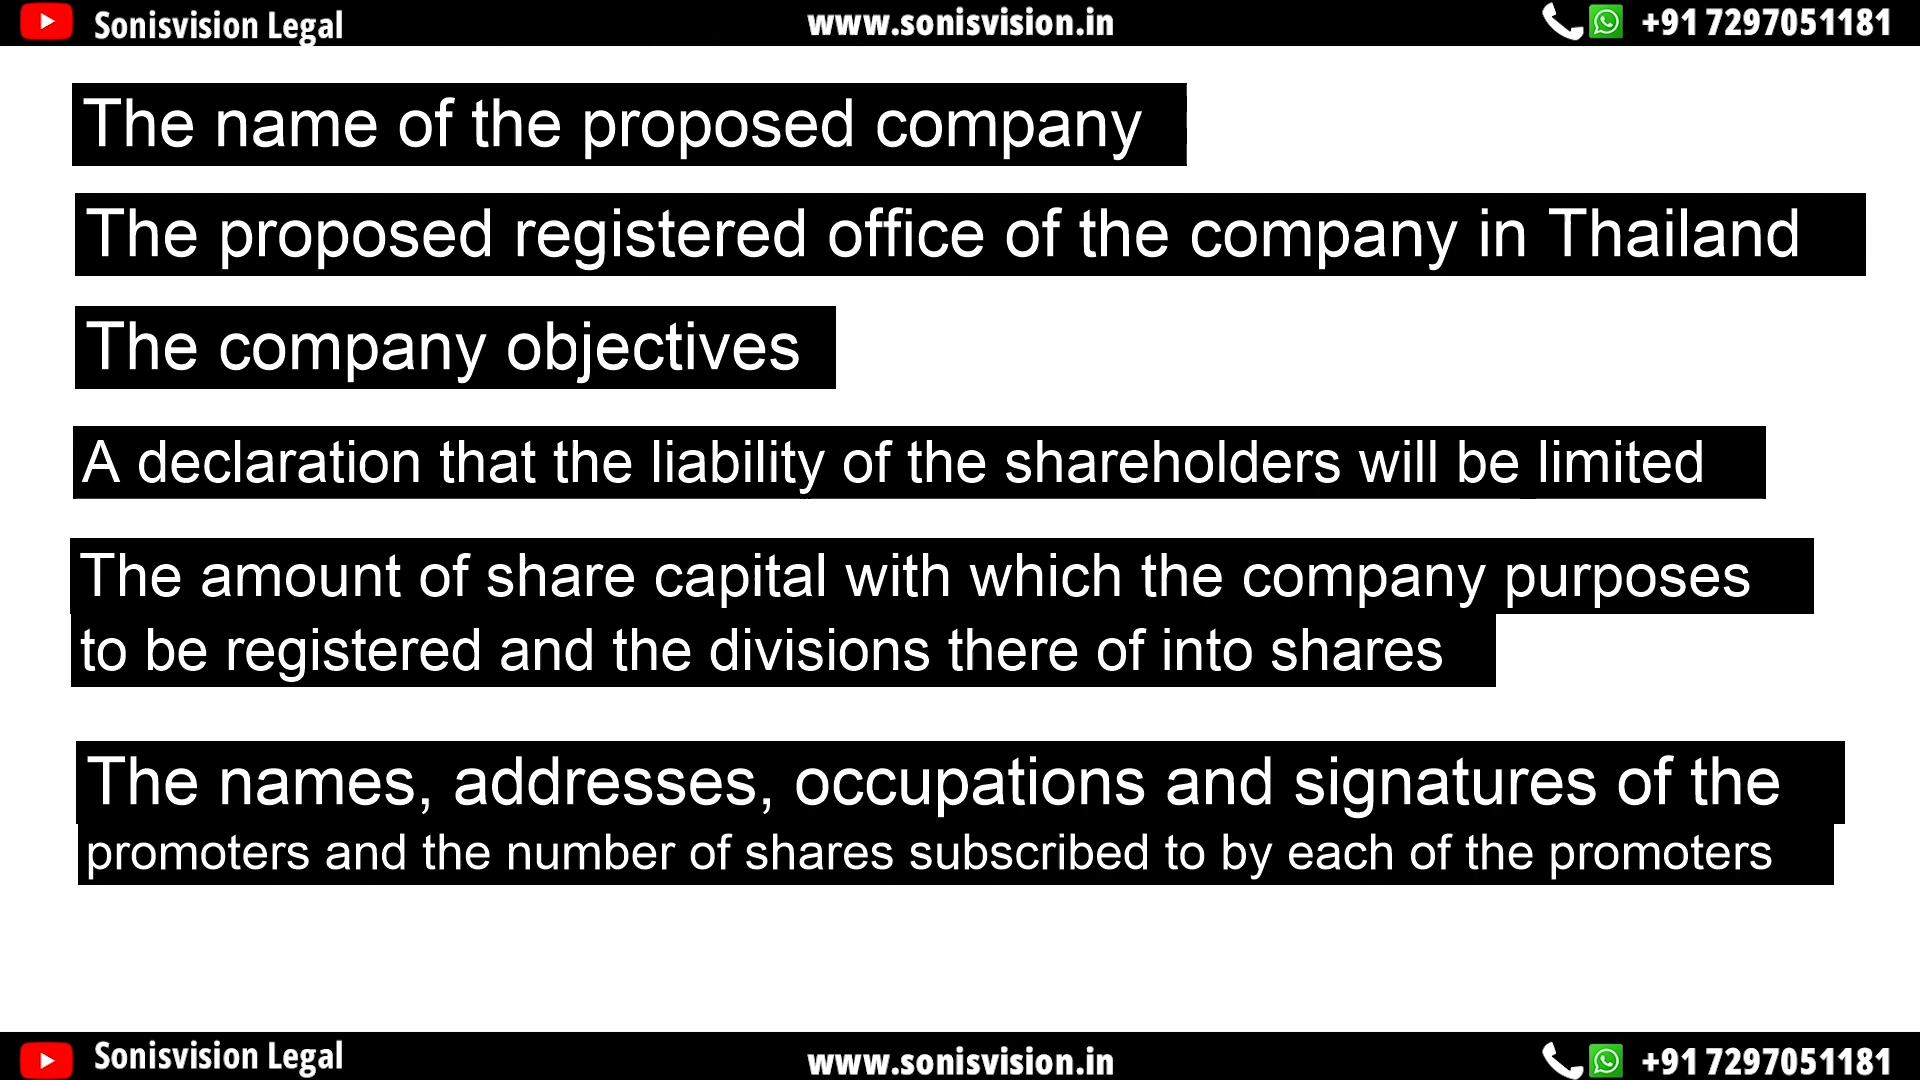 Sonisvision Legal
www.sonisvision.in
+91 7297051181
The name of the proposed company
The proposed registered office of the company in Thailand
The company objectives
A declaration that the liability of the shareholders will be limited
The amount of share capital with which the company purposes
to be registered and the divisions there of into shares
The names, addresses, occupations and signatures of the
promoters and the number of shares subscribed to by each of the promoters
Sonisvision Legal
www.sonisvision.in
+91 7297051181